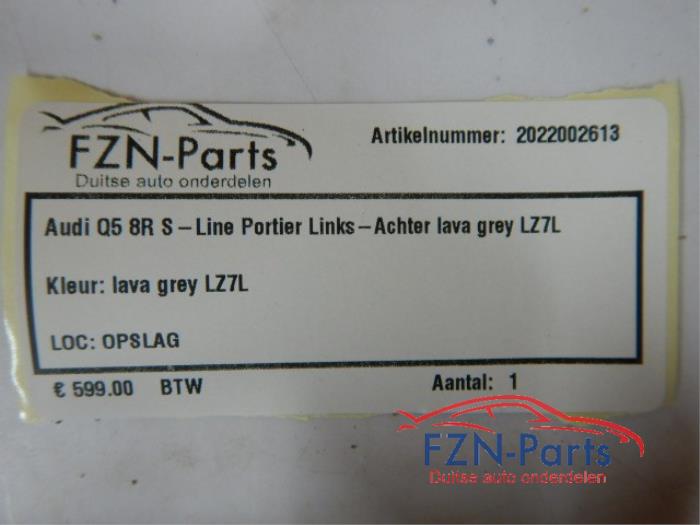 FZN-Parts
Duitse auto onderdelen
Artikelnummer: 2022002613
Audi Q5 8R S-Line Portier Links-Achter lava grey LZ7L
Kleur: lava grey LZ7L
LOC: OPSLAG
€ 599.00 BTW
Aantal: 1
FZN-Parts
Duitse auto onderdelen